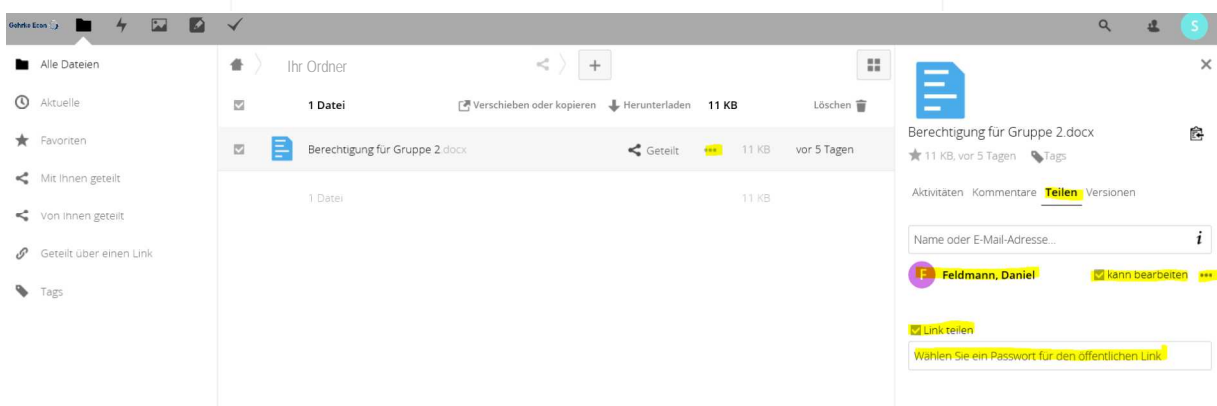 Gehrke Econ
S
Alle Dateien
Aktuelle
Favoriten
Mit Ihnen geteilt
Von Ihnen geteilt
Geteilt über einen Link
Tags
Ihr Ordner
+
1 Datei Verschieben oder kopieren Herunterladen 11 KB Löschen
Berechtigung für Gruppe 2.docx Geteilt ••• 11 KB vor 5 Tagen
1 Datei 11 KB
Berechtigung für Gruppe 2.docx
11 KB, vor 5 Tagen Tags
Aktivitäten Kommentare Teilen Versionen
Name oder E-Mail-Adresse... i
F Feldmann, Daniel kann bearbeiten •••
Link teilen
Wählen Sie ein Passwort für den öffentlichen Link